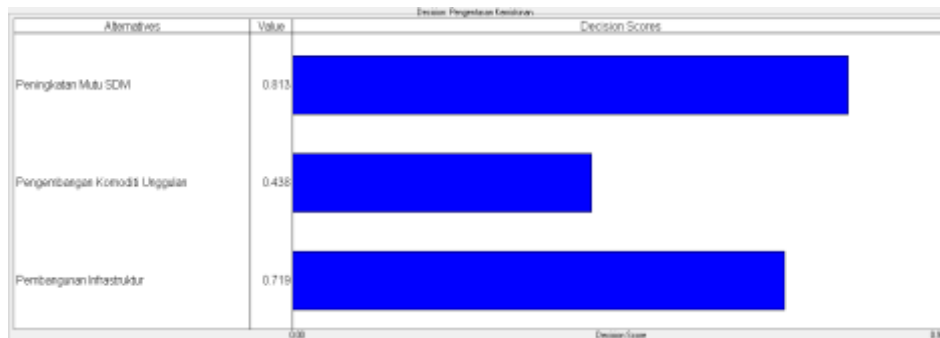 Decision: Pengentasan Kemiskinan
Alternatives Value Decision Scores
Peningkatan Mutu SDM 0.813
Pengembangan Komoditi Unggulan 0.438
Pembangunan Infrastruktur 0.719
0.00 Decision Score